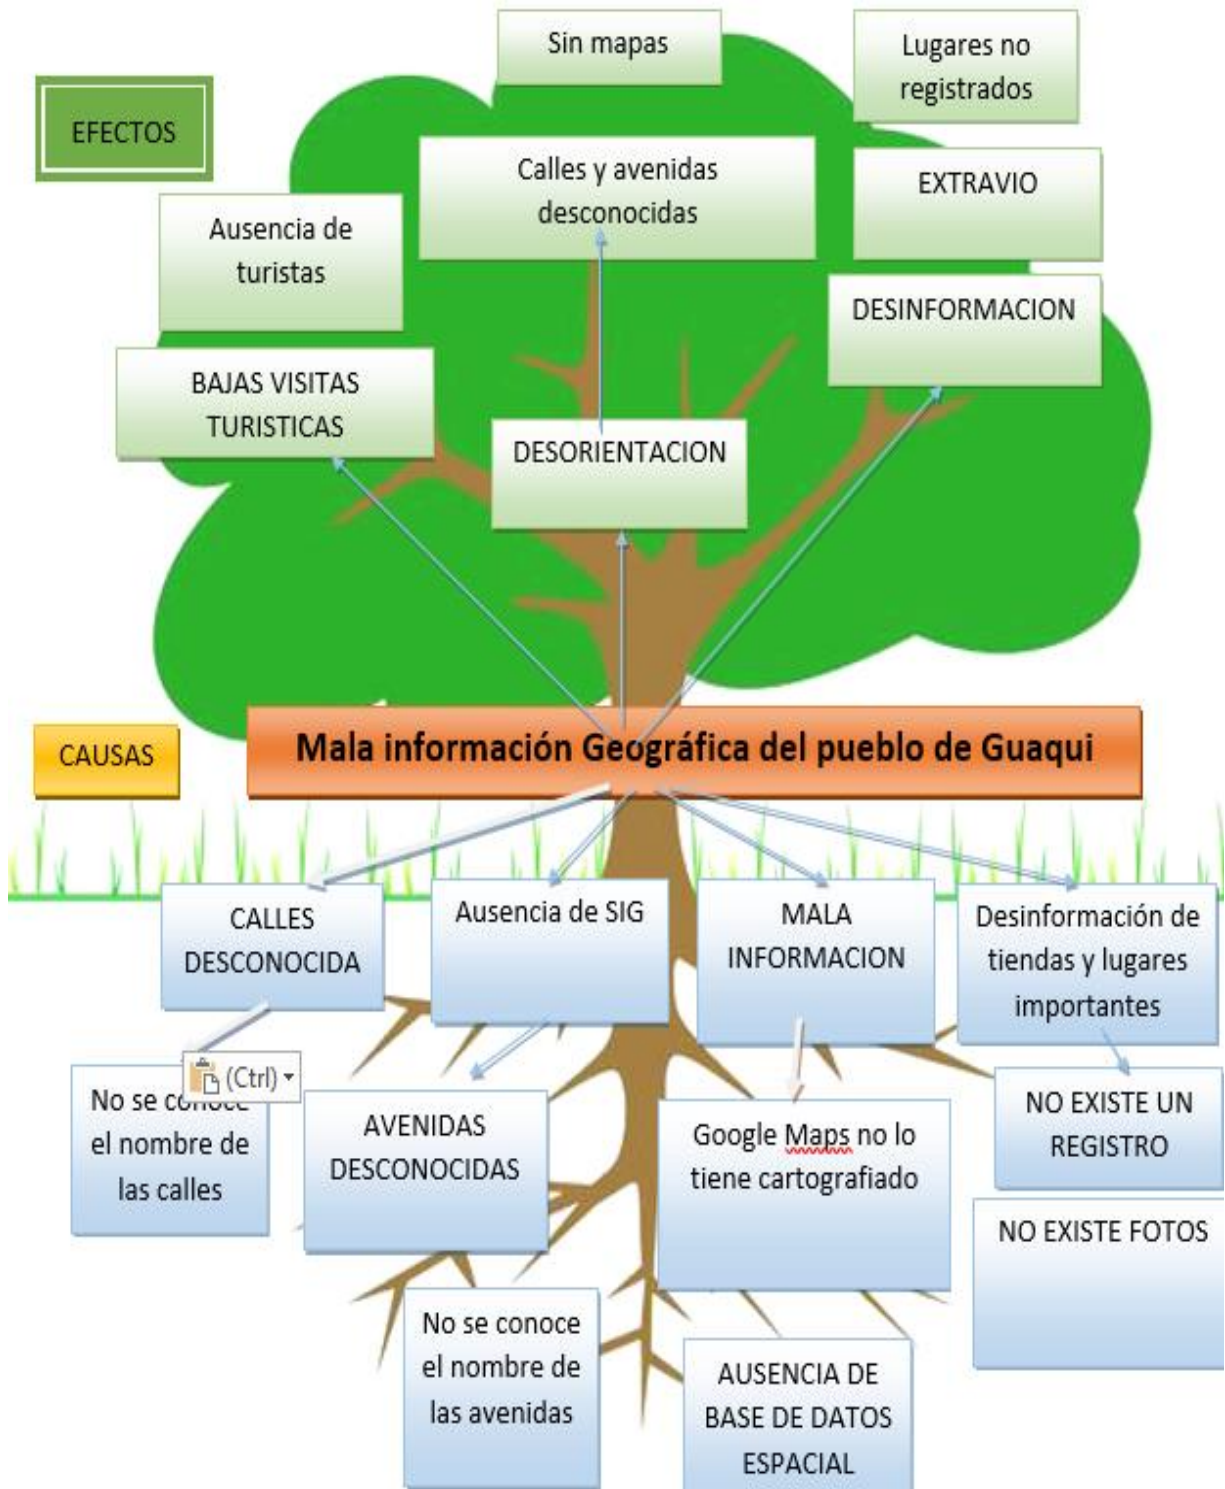 Sin mapas
Lugares no
registrados
EFECTOS
Calles y avenidas
desconocidas
EXTRAVIO
Ausencia de
turistas
DESINFORMACION
BAJAS VISITAS
TURISTICAS
DESORIENTACION
CAUSAS
Mala información Geográfica del pueblo de Guaqui
CALLES
DESCONOCIDA
Ausencia de SIG
MALA
INFORMACION
Desinformación de
tiendas y lugares
importantes
(Ctrl)
No se conoce
el nombre de
las calles
AVENIDAS
DESCONOCIDAS
Google Maps no lo
tiene cartografiado
NO EXISTE UN
REGISTRO
NO EXISTE FOTOS
No se conoce
el nombre de
las avenidas
AUSENCIA DE
BASE DE DATOS
ESPACIAL